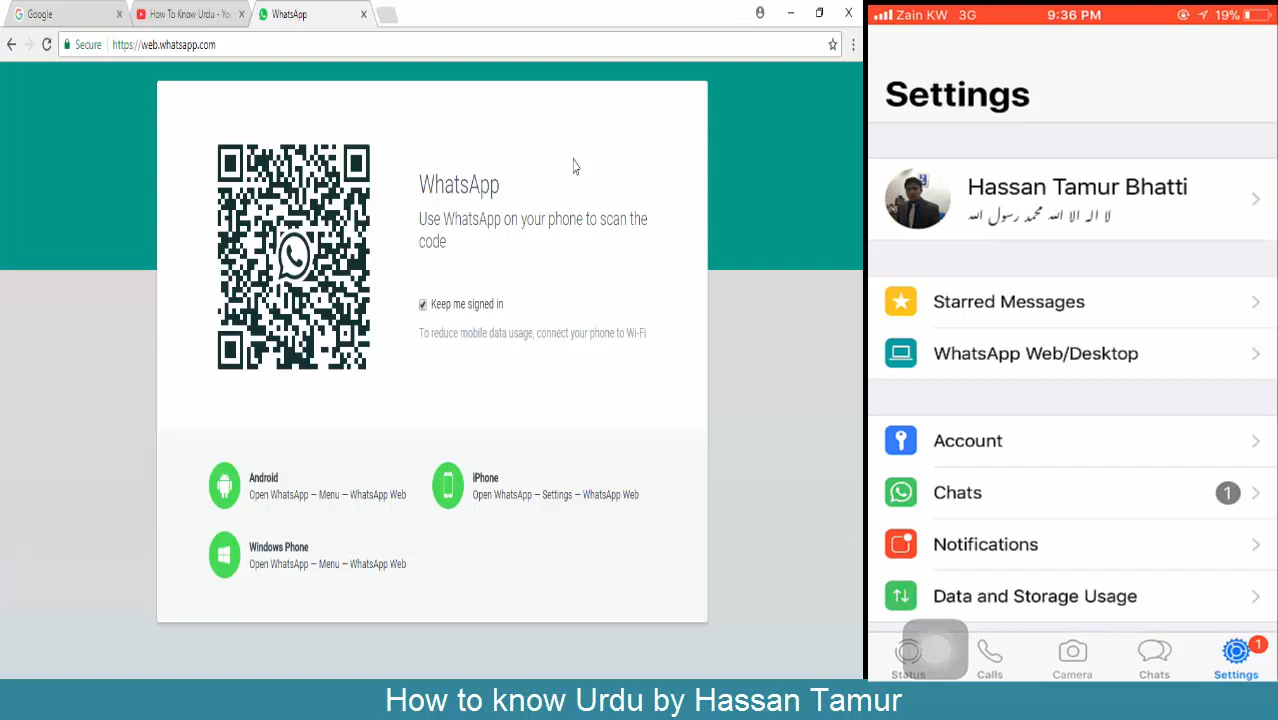 Google
How To Know Urdu - You
WhatsApp
Secure
https://web.whatsapp.com
WhatsApp
Use WhatsApp on your phone to scan the
code
Keep me signed in
To reduce mobile data usage, connect your phone to Wi-Fi
Android
Open WhatsApp – Menu – WhatsApp Web
iPhone
Open WhatsApp – Settings – WhatsApp Web
Windows Phone
Open WhatsApp – Menu – WhatsApp Web
Zain KW 3G 9:36 PM 19%
Settings
Hassan Tamur Bhatti
لا اله الا الله محمد رسول الله
Starred Messages
WhatsApp Web/Desktop
Account
Chats 1
Notifications
Data and Storage Usage
1
Status Calls Camera Chats Settings
How to know Urdu by Hassan Tamur